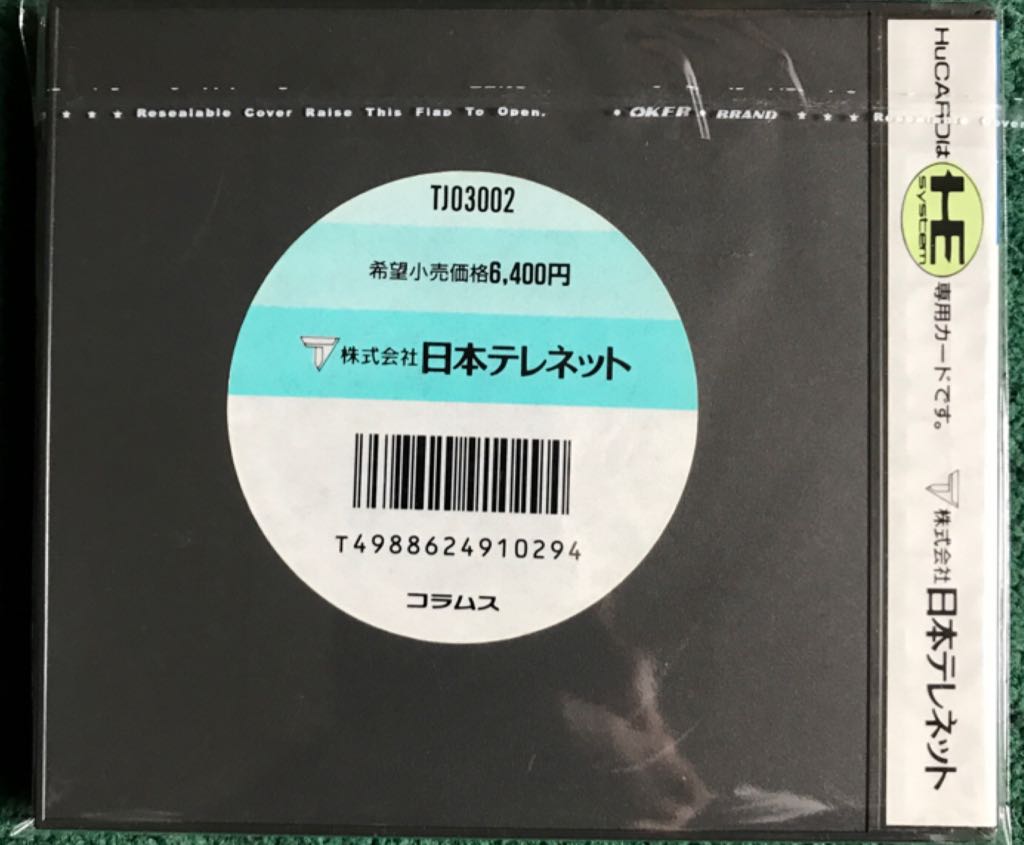 ★ ★ ★ Resealable Cover Raise This Flap To Open. • OKER • BRAND ★ ★ ★ Resealable Cover
TJ03002
希望小売価格6,400円
株式会社日本テレネット
T4988624910294
コラムス
HuCARDは
HE
system
専用カードです。
株式会社日本テレネット